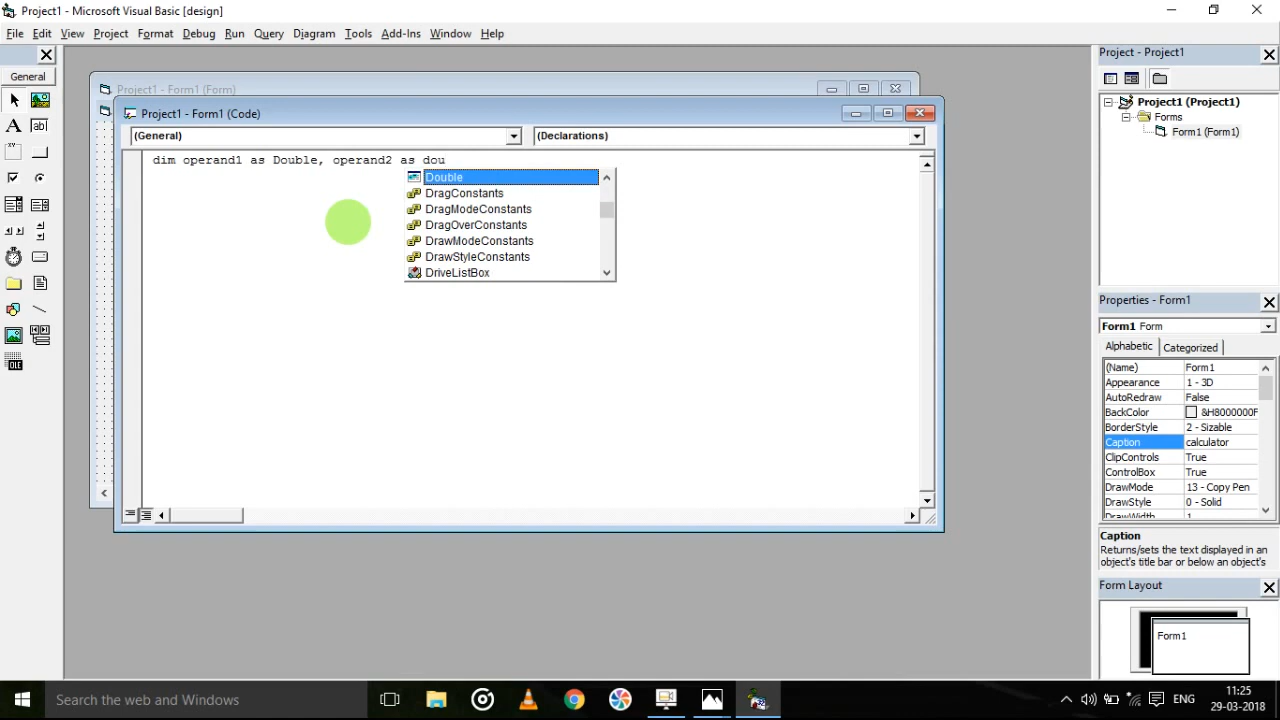 Project1 - Microsoft Visual Basic [design]
File Edit View Project Format Debug Run Query Diagram Tools Add-Ins Window Help
General
Project1 - Form1 (Form)
Project1 - Form1 (Code)
(General)
(Declarations)
dim operand1 as Double, operand2 as dou
Double
DragConstants
DragModeConstants
DragOverConstants
DrawModeConstants
DrawStyleConstants
DriveListBox
Project - Project1
Project1 (Project1)
Forms
Form1 (Form1)
Properties - Form1
Form1 Form
Alphabetic Categorized
(Name) Form1
Appearance 1 - 3D
AutoRedraw False
BackColor &H8000000F
BorderStyle 2 - Sizable
Caption calculator
ClipControls True
ControlBox True
DrawMode 13 - Copy Pen
DrawStyle 0 - Solid
DrawWidth 1
Caption
Returns/sets the text displayed in an
object's title bar or below an object's
Form Layout
Form1
Search the web and Windows
ENG
11:25
29-03-2018